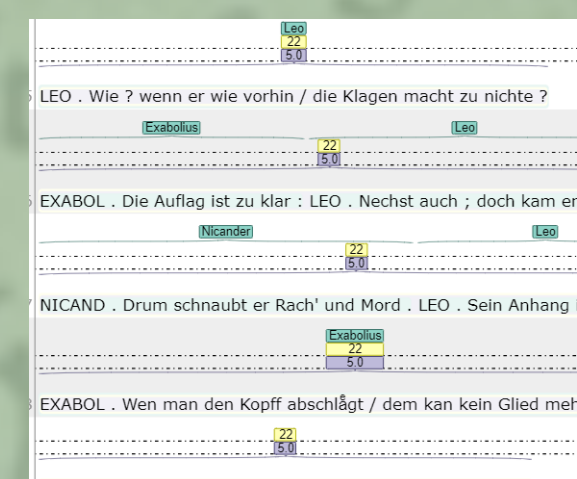 Leo
22
5.0
LEO . Wie ? wenn er wie vorhin / die Klagen macht zu nichte ?
Exabolius Leo
22
5.0
EXABOL . Die Auflag ist zu klar : LEO . Nechst auch ; doch kam er
Nicander Leo
22
5.0
NICAND . Drum schnaubt er Rach' und Mord . LEO . Sein Anhang
Exabolius
22
5.0
EXABOL . Wen man den Kopff abschlaͤgt / dem kan kein Glied meh
22
5.0